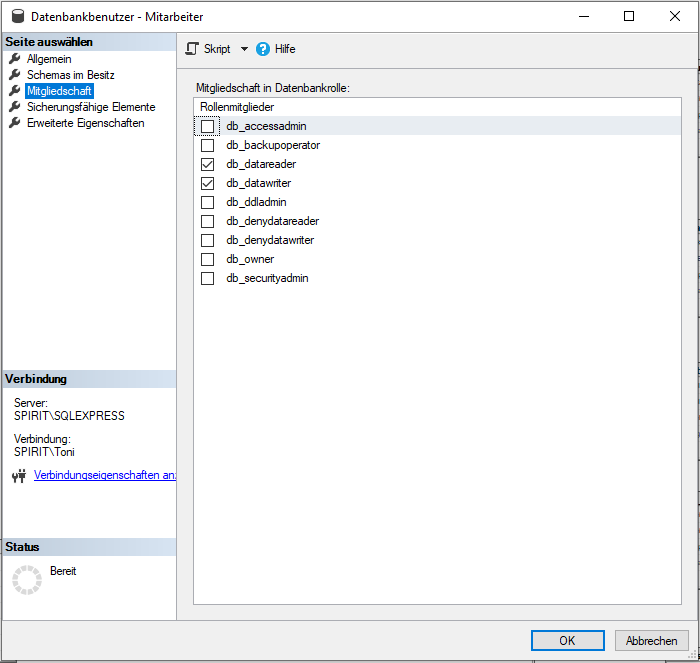 Datenbankbenutzer - Mitarbeiter
Seite auswählen
Allgemein
Schemas im Besitz
Mitgliedschaft
Sicherungsfähige Elemente
Erweiterte Eigenschaften
Verbindung
Server:
SPIRIT\SQLEXPRESS
Verbindung:
SPIRIT\Toni
Verbindungseigenschaften anz
Status
Bereit
Skript
Hilfe
Mitgliedschaft in Datenbankrolle:
Rollenmitglieder
db_accessadmin
db_backupoperator
db_datareader
db_datawriter
db_ddladmin
db_denydatareader
db_denydatawriter
db_owner
db_securityadmin
OK
Abbrechen